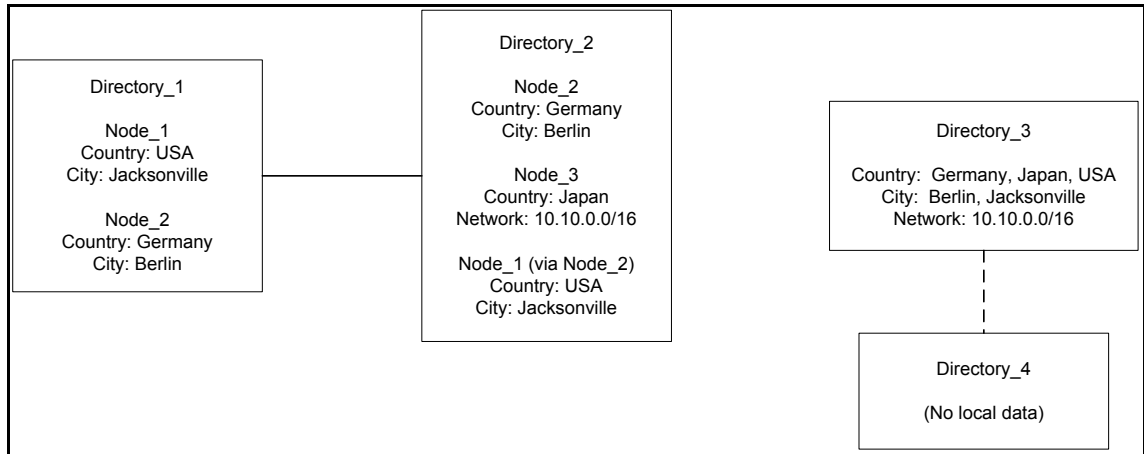 Directory_1
Node_1
Country: USA
City: Jacksonville
Node_2
Country: Germany
City: Berlin
Directory_2
Node_2
Country: Germany
City: Berlin
Node_3
Country: Japan
Network: 10.10.0.0/16
Node_1 (via Node_2)
Country: USA
City: Jacksonville
Directory_3
Country:  Germany, Japan, USA
City:  Berlin, Jacksonville
Network: 10.10.0.0/16
Directory_4
(No local data)